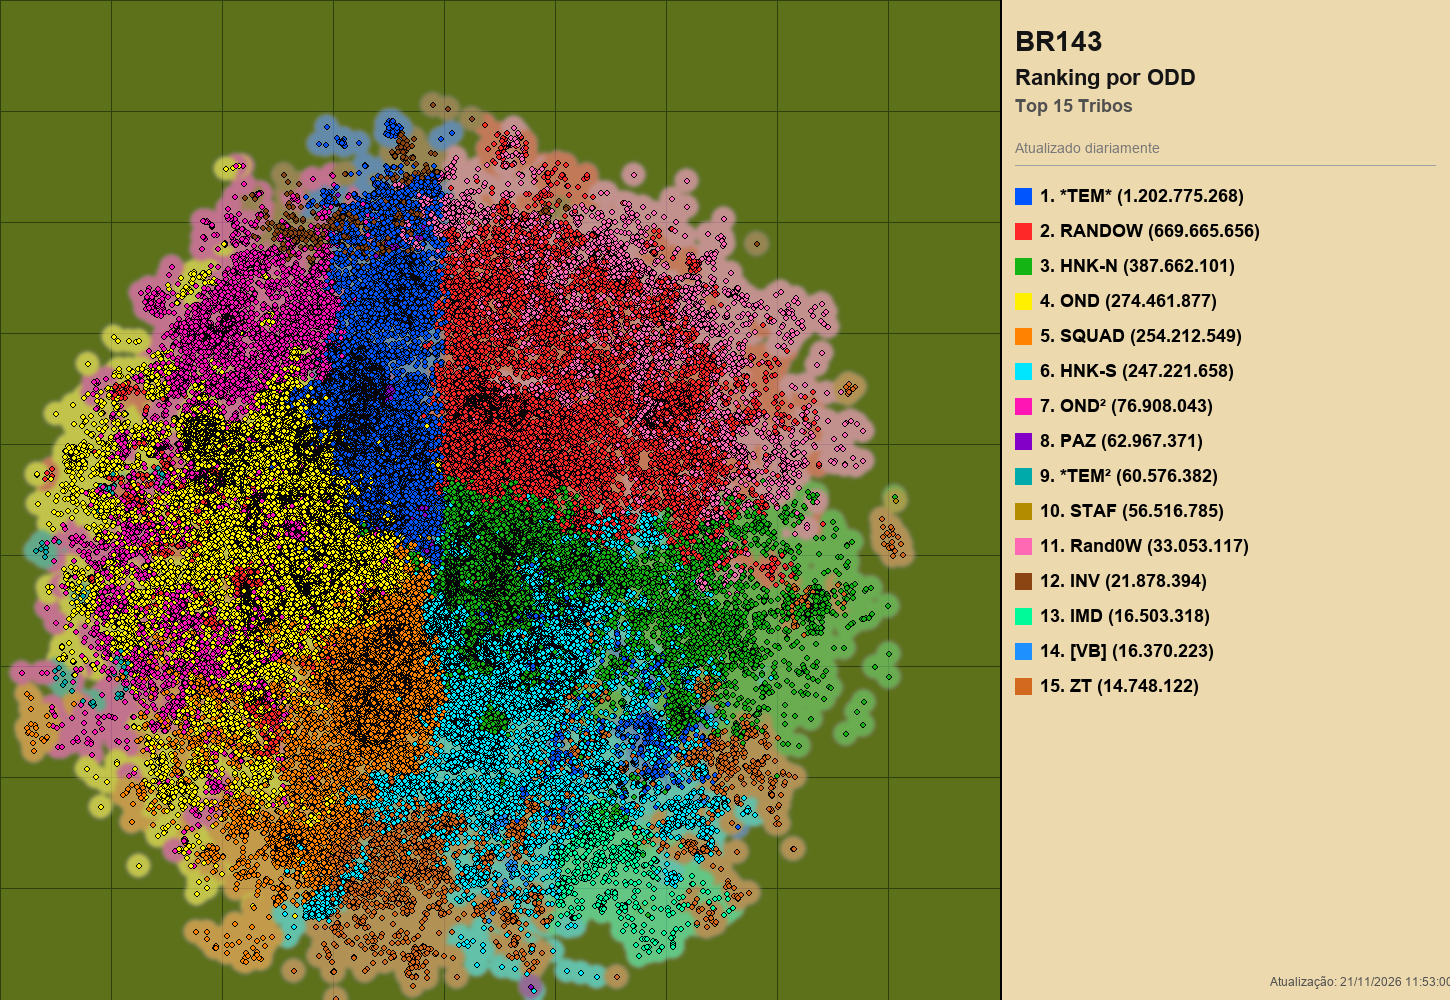 BR143
Ranking por ODD
Top 15 Tribos
Atualizado diariamente
1. *TEM* (1.202.775.268)
2. RANDOW (669.665.656)
3. HNK-N (387.662.101)
4. OND (274.461.877)
5. SQUAD (254.212.549)
6. HNK-S (247.221.658)
7. OND² (76.908.043)
8. PAZ (62.967.371)
9. *TEM² (60.576.382)
10. STAF (56.516.785)
11. Rand0W (33.053.117)
12. INV (21.878.394)
13. IMD (16.503.318)
14. [VB] (16.370.223)
15. ZT (14.748.122)
Atualização: 21/11/2026 11:53:00